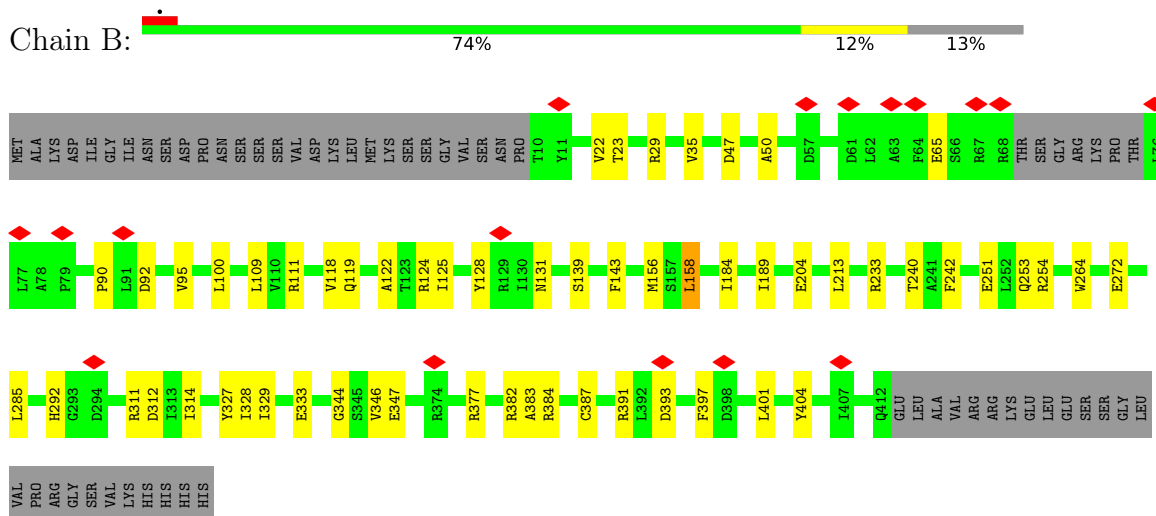 .
Chain B:
74% 12% 13%
MET ALA LYS ASP ILE GLY ILE ASN SER ASP PRO ASN SER SER SER VAL ASP LYS LEU MET LYS SER SER GLY VAL SER ASN PRO T10 Y11 V22 T23 R29 V35 D47 A50 D57 D61 L62 A63 F64 E65 S66 R67 R68 THR SER GLY ARG LYS PRO THR L76
L77 A78 P79 P90 L91 D92 V95 L100 L109 V110 R111 V118 Q119 A122 T123 R124 I125 Y128 R129 I130 N131 S139 F143 M156 S157 L158 I184 I189 E204 L213 R233 T240 A241 F242 E251 L252 Q253 R254 W264 E272
L285 H292 G293 D294 R311 D312 I313 I314 Y327 I328 I329 E333 G344 S345 V346 E347 R374 R377 R382 A383 R384 C387 R391 L392 D393 F397 D398 L401 Y404 I407 Q412 GLU LEU ALA VAL ARG ARG LYS GLU LEU GLU SER SER GLY LEU
VAL PRO ARG GLY SER VAL LYS HIS HIS HIS HIS